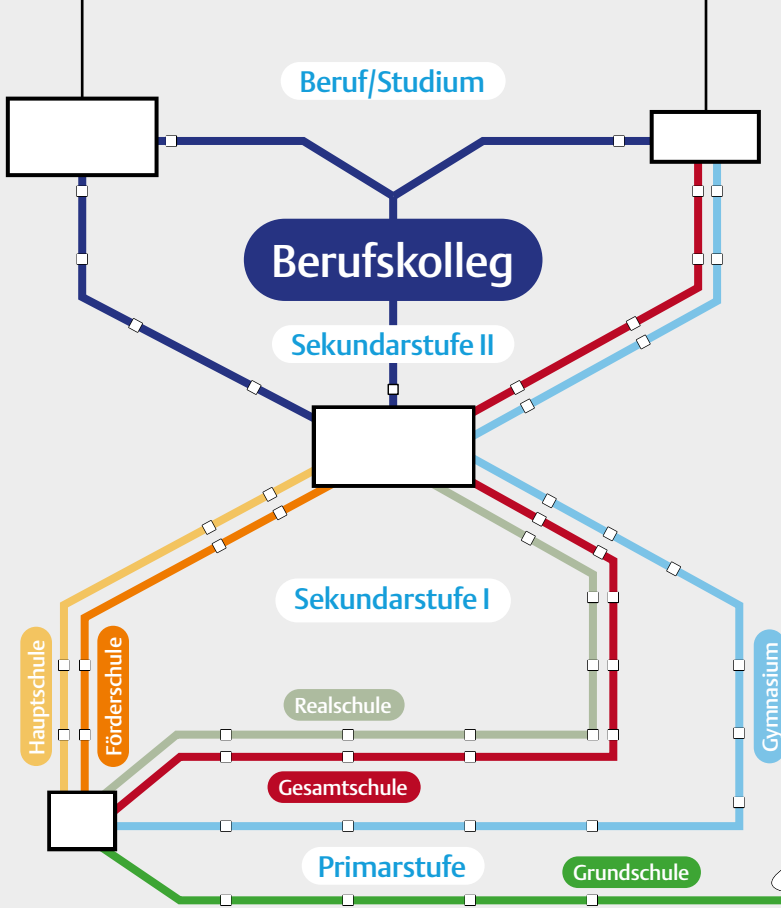 Beruf/Studium
Berufskolleg
Sekundarstufe II
Sekundarstufe I
Hauptschule
Förderschule
Realschule
Gymnasium
Gesamtschule
Primarstufe
Grundschule